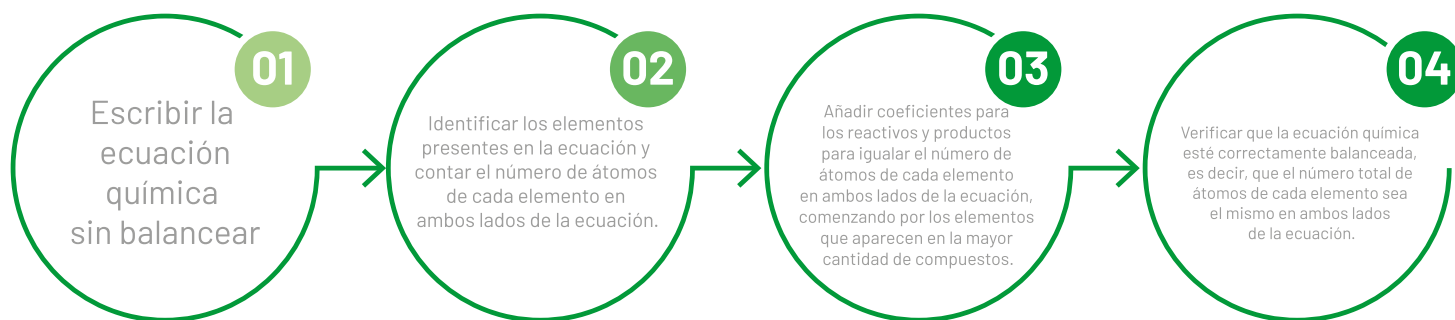 01
Escribir la
ecuación
química
sin balancear
02
Identificar los elementos
presentes en la ecuación y
contar el número de átomos
de cada elemento en
ambos lados de la ecuación.
03
Añadir coeficientes para
los reactivos y productos
para igualar el número de
átomos de cada elemento
en ambos lados de la ecuación,
comenzando por los elementos
que aparecen en la mayor
cantidad de compuestos.
04
Verificar que la ecuación química
esté correctamente balanceada,
es decir, que el número total de
átomos de cada elemento sea
el mismo en ambos lados
de la ecuación.